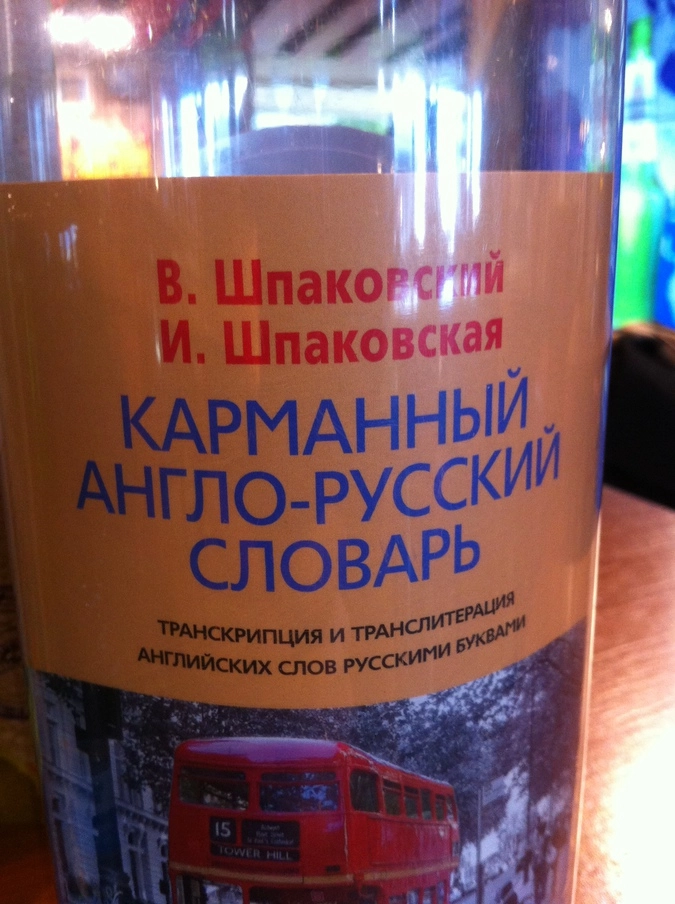 В. Шпаковский
И. Шпаковская
КАРМАННЫЙ
АНГЛО-РУССКИЙ
СЛОВАРЬ
ТРАНСКРИПЦИЯ И ТРАНСЛИТЕРАЦИЯ
АНГЛИЙСКИХ СЛОВ РУССКИМИ БУКВАМИ
15
TOWER HILL